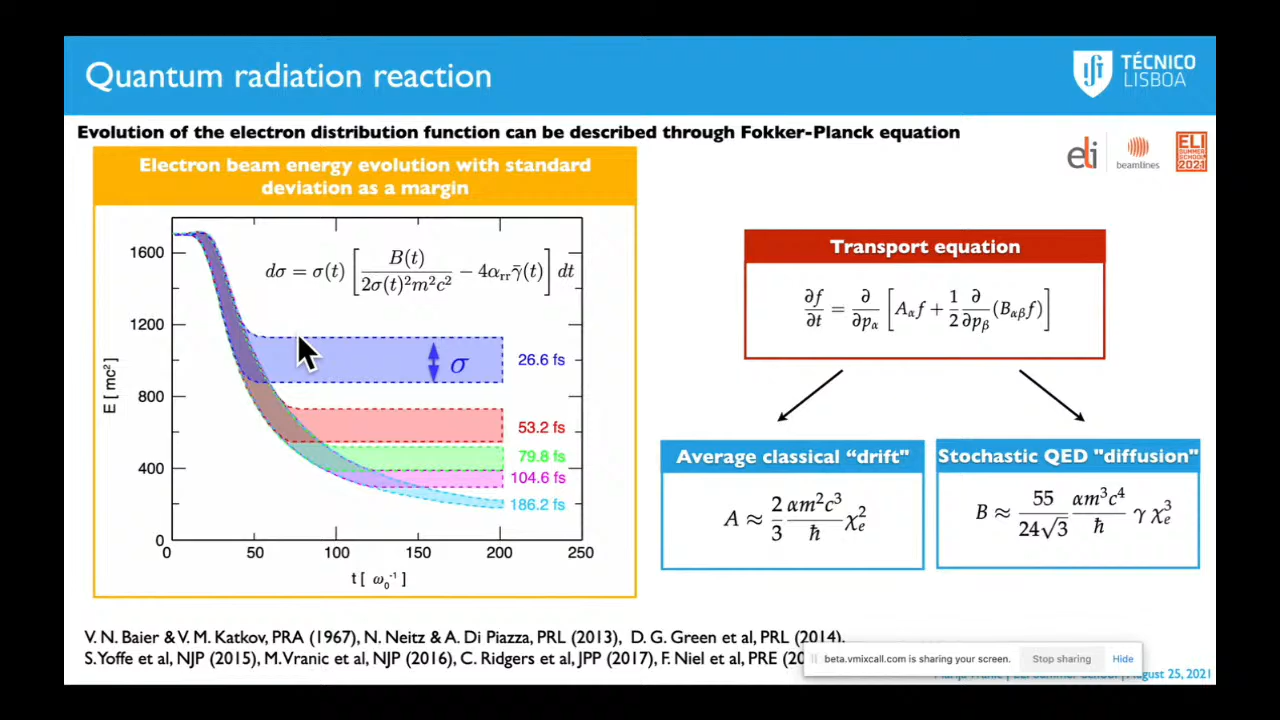 Quantum radiation reaction
TÉCNICO
LISBOA
Evolution of the electron distribution function can be described through Fokker-Planck equation
eli
beamlines
ELI
SUMMER
SCHOOL
2021
Electron beam energy evolution with standard
deviation as a margin
dσ = σ(t) [ B(t) / 2σ(t)²m²c² − 4α_rr γ̄(t) ] dt
E [ mc² ]
1600
1200
800
400
0
0 50 100 150 200 250
t [ ω₀⁻¹ ]
σ
26.6 fs
53.2 fs
79.8 fs
104.6 fs
186.2 fs
Transport equation
∂f/∂t = ∂/∂p_α [ A_α f + 1/2 ∂/∂p_β (B_αβ f) ]
Average classical “drift"
A ≈ 2/3 αm²c³/ħ χ_e²
Stochastic QED "diffusion"
B ≈ 55/24√3 αm³c⁴/ħ γ χ_e³
V. N. Baier & V. M. Katkov, PRA (1967), N. Neitz & A. Di Piazza, PRL (2013), D. G. Green et al, PRL (2014),
S. Yoffe et al, NJP (2015), M. Vranic et al, NJP (2016), C. Ridgers et al, JPP (2017), F. Niel et al, PRE (20
beta.vmixcall.com is sharing your screen.
Stop sharing
Hide
August 25, 2021